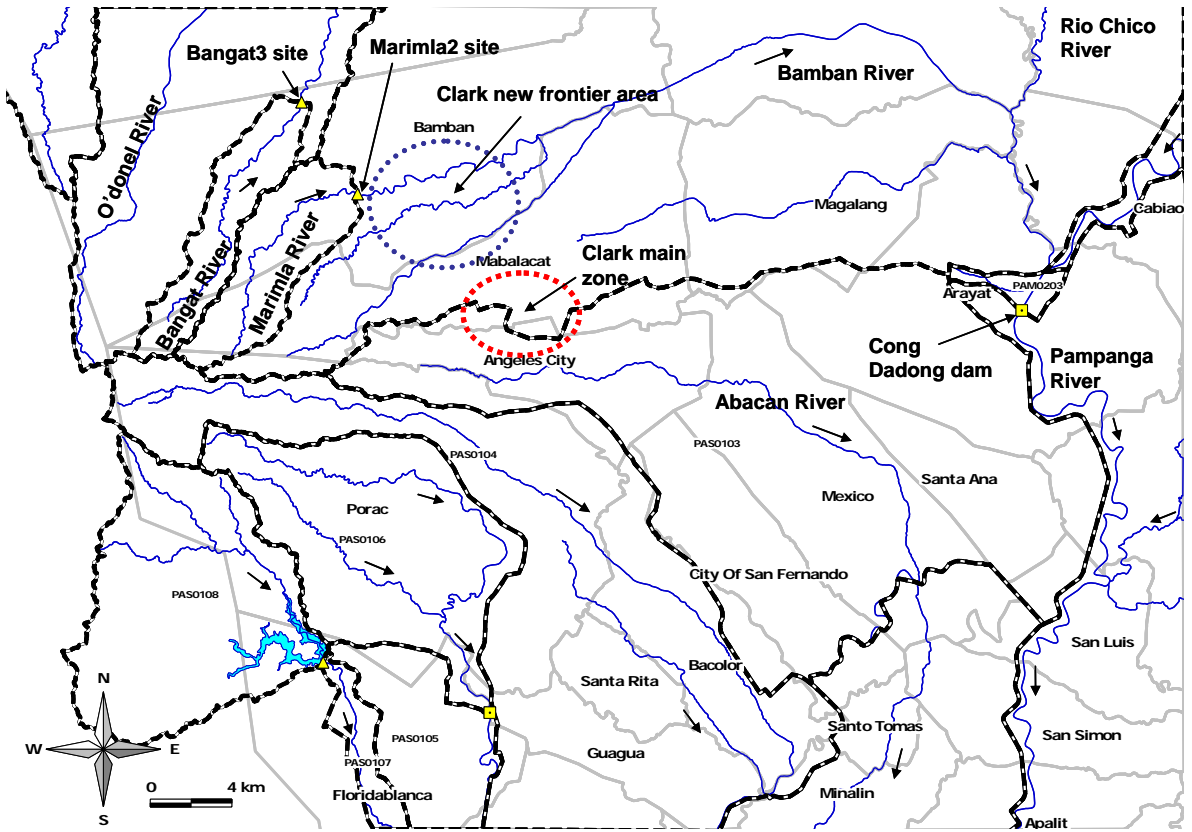 Rio Chico
River
Bangat3 site
Marimla2 site
Bamban River
Clark new frontier area
Bamban
O'donel River
Magalang
Cabiao
Bangat River
Marimla River
Mabalacat
Clark main
zone
Arayat
PAM0203
Angeles City
Cong
Dadong dam
Pampanga
River
Abacan River
PAS0103
PAS0104
Santa Ana
Mexico
Porac
PAS0106
City Of San Fernando
PAS0108
San Luis
Bacolor
Santa Rita
N
W
E
S
Santo Tomas
San Simon
Guagua
PAS0105
PAS0107
0 4 km
Floridablanca
Minalin
Apalit